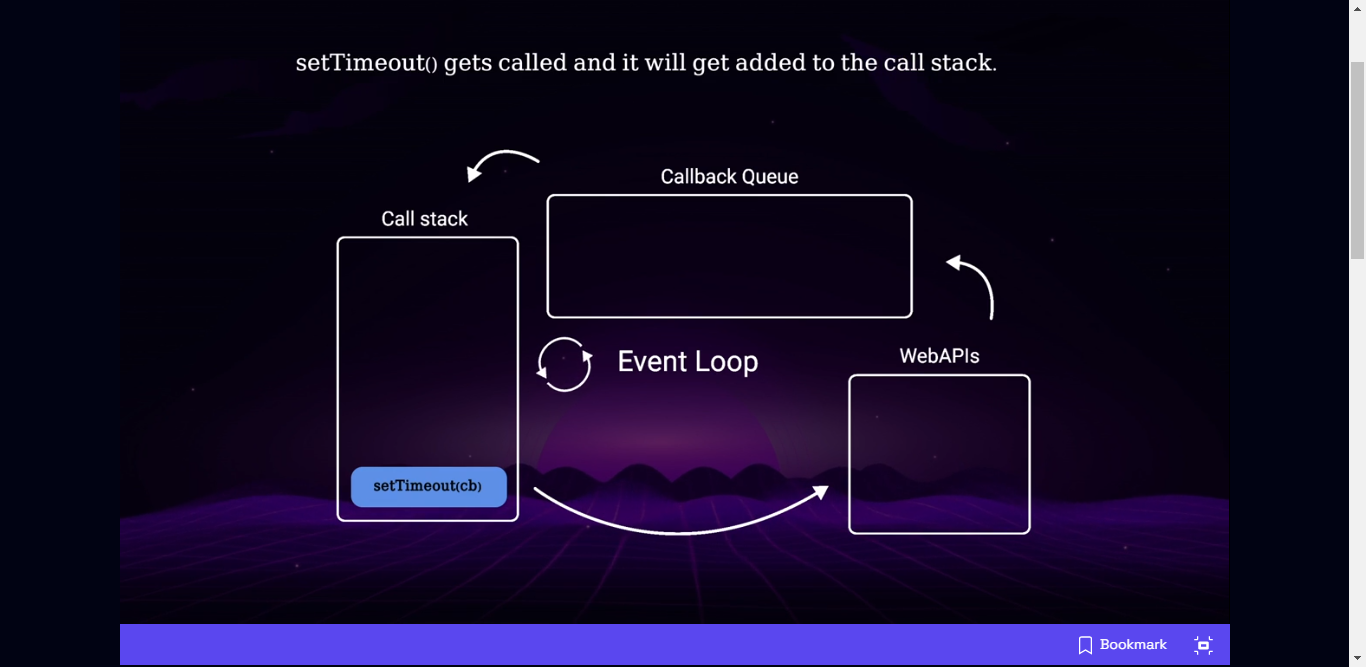 setTimeout() gets called and it will get added to the call stack.
Callback Queue
Call stack
Event Loop
WebAPIs
setTimeout(cb)
Bookmark